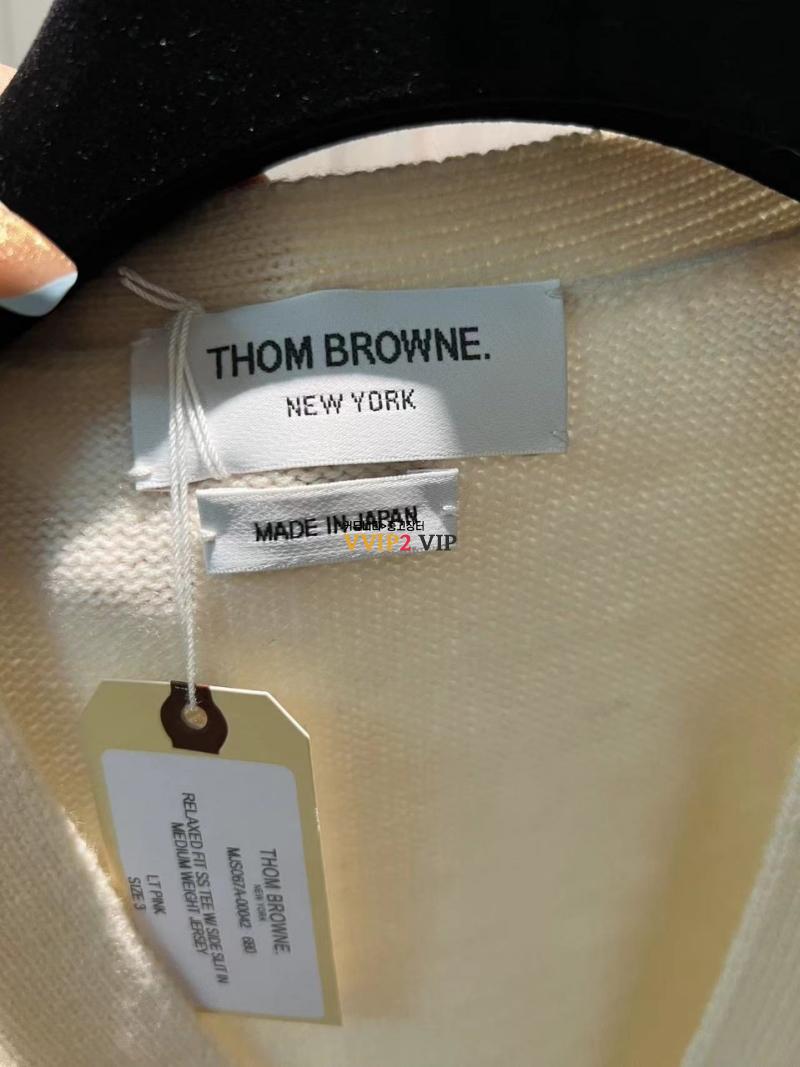 THOM BROWNE.
NEW YORK
MADE IN JAPAN
VVIP2 VIP
THOM BROWNE.
NEW YORK
MJS067A-00042 680
RELAXED FIT SS TEE W/ SIDE SLIT IN
MEDIUM WEIGHT JERSEY
LT PINK
SIZE 3